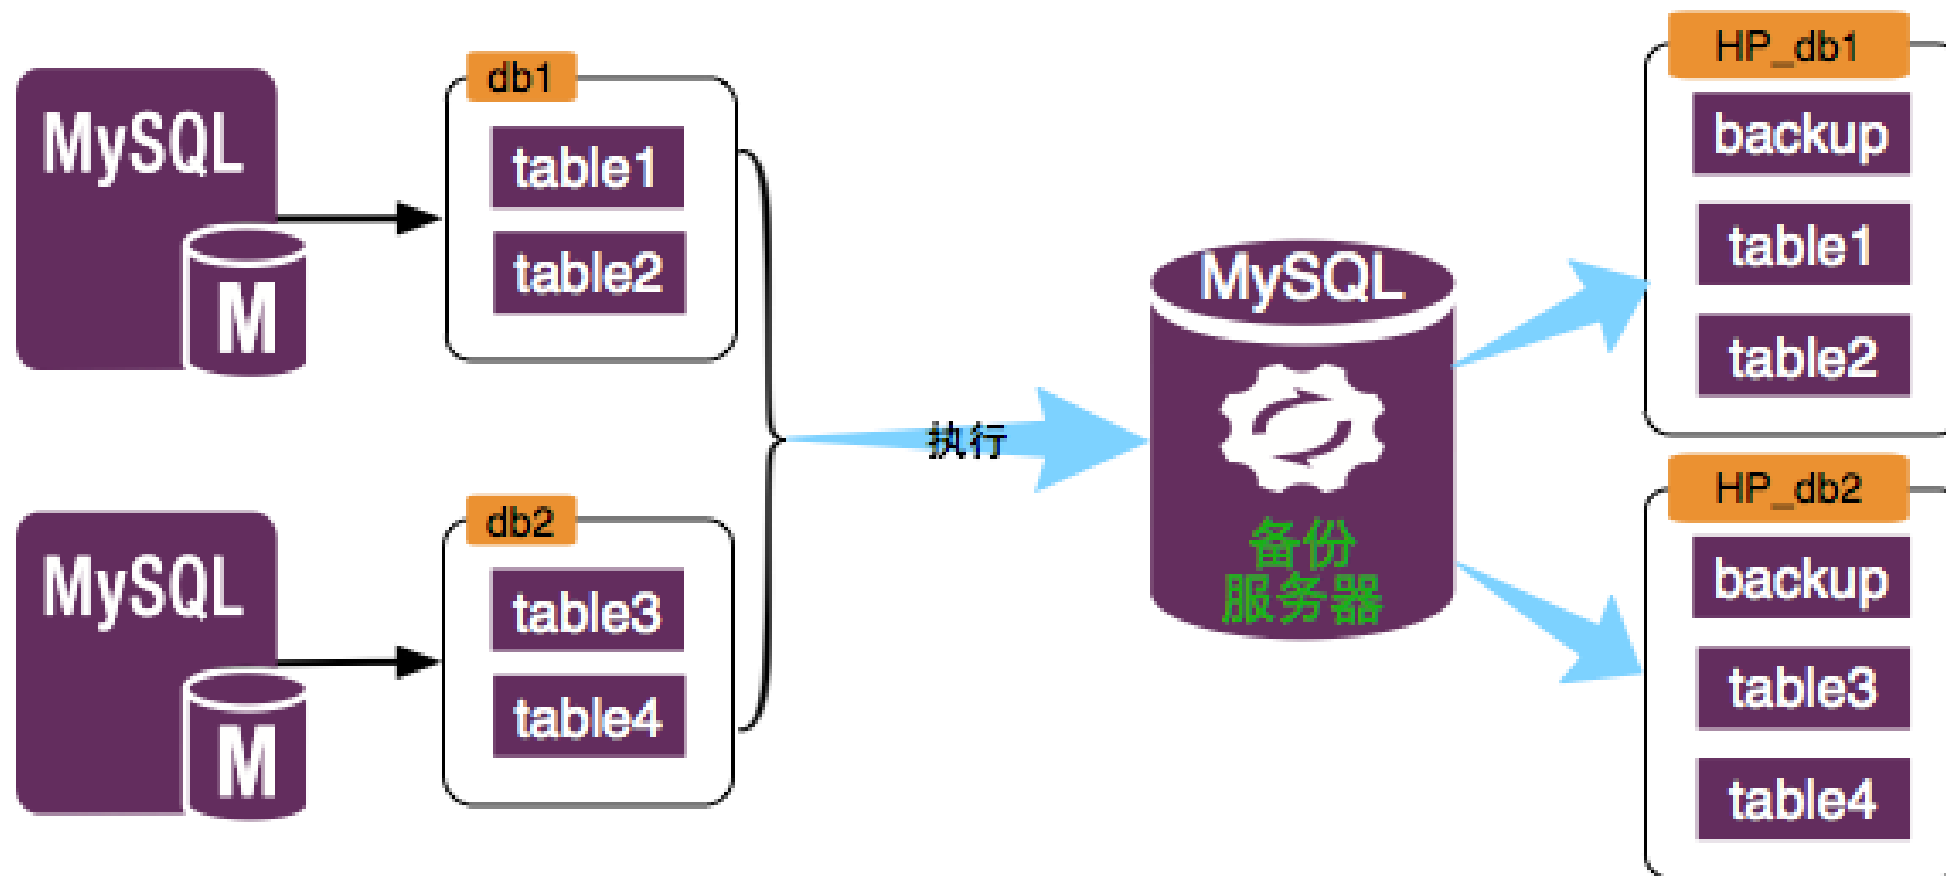 MySQL
M
db1
table1
table2
MySQL
M
db2
table3
table4
执行
MySQL
备份
服务器
HP_db1
backup
table1
table2
HP_db2
backup
table3
table4